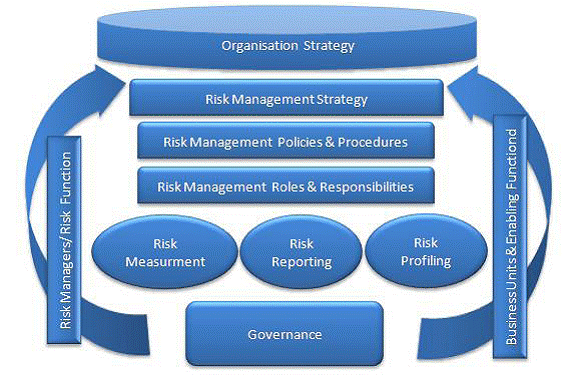 Organisation Strategy
Risk Management Strategy
Risk Management Policies & Procedures
Risk Management Roles & Responsibilities
Risk
Measurment
Risk
Reporting
Risk
Profiling
Governance
Risk Managers/ Risk Function
Business Units & Enabling Functiond